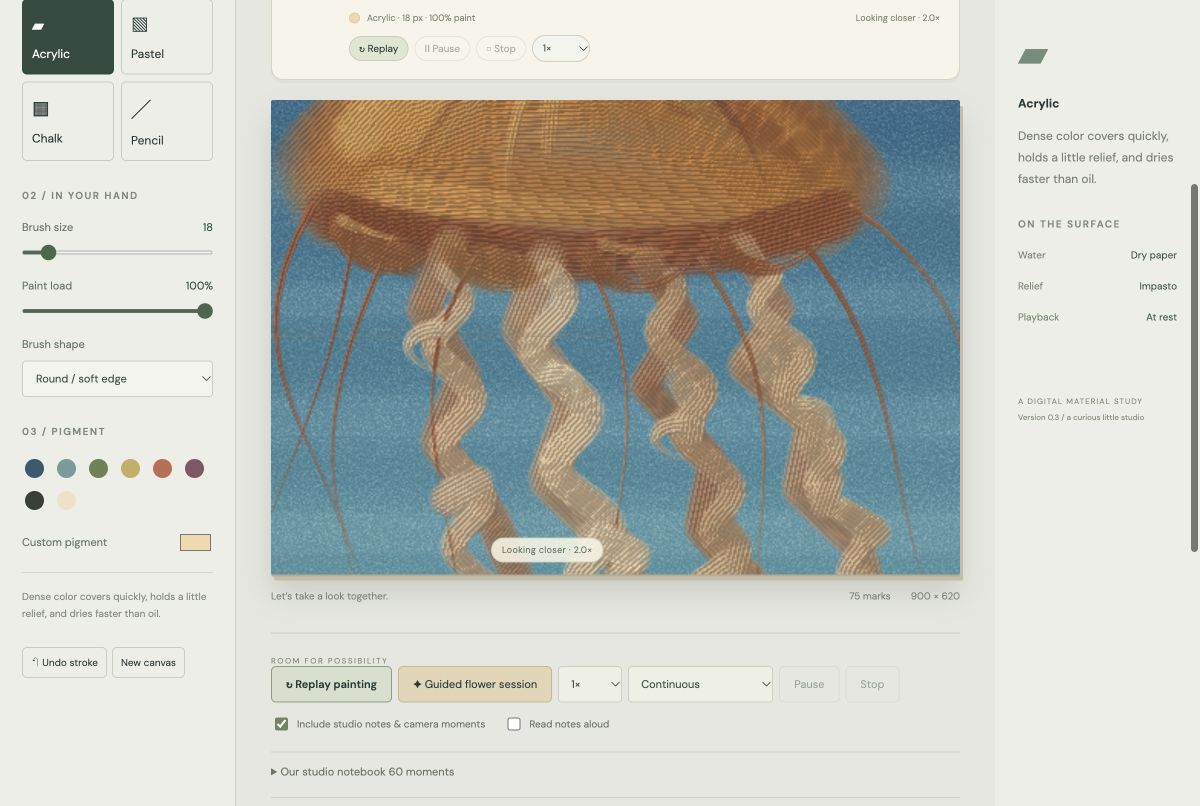 Acrylic
Pastel
Chalk
Pencil
02 / IN YOUR HAND
Brush size 18
Paint load 100%
Brush shape
Round / soft edge
03 / PIGMENT
Custom pigment
Dense color covers quickly, holds a little
relief, and dries faster than oil.
Undo stroke
New canvas
Acrylic · 18 px · 100% paint
Looking closer · 2.0×
↻ Replay
II Pause
Stop
1×
Looking closer · 2.0×
Let's take a look together.
75 marks 900 × 620
ROOM FOR POSSIBILITY
↻ Replay painting
✦ Guided flower session
1×
Continuous
Pause
Stop
Include studio notes & camera moments
Read notes aloud
▶ Our studio notebook 60 moments
Acrylic
Dense color covers quickly,
holds a little relief, and dries
faster than oil.
ON THE SURFACE
Water Dry paper
Relief Impasto
Playback At rest
A DIGITAL MATERIAL STUDY
Version 0.3 / a curious little studio